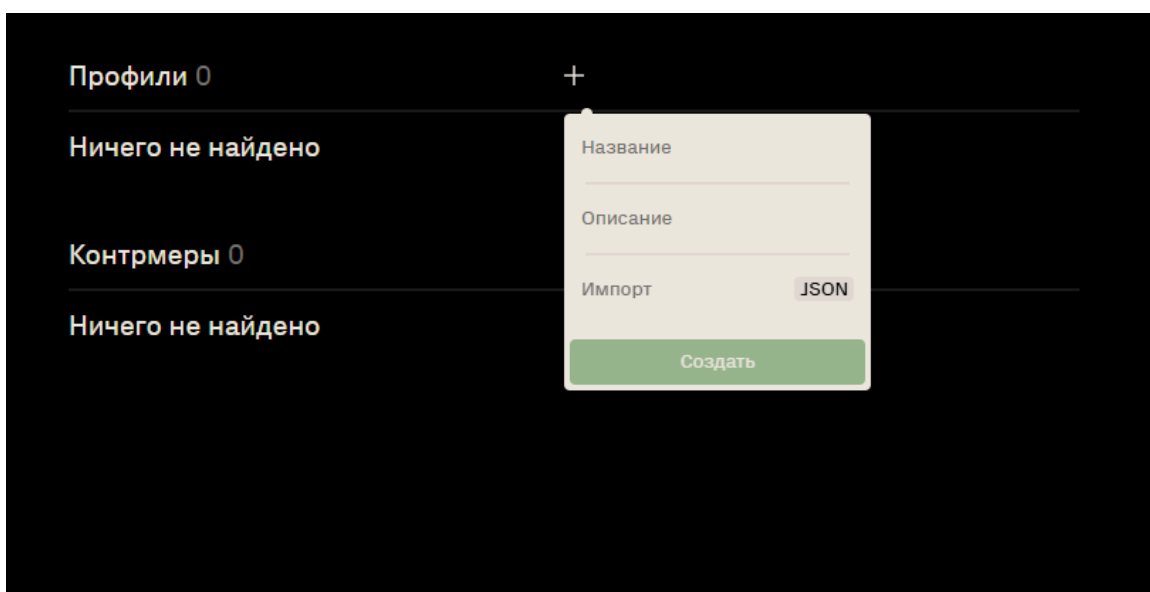 Профили 0
Ничего не найдено
Контрмеры 0
Ничего не найдено
Название
Описание
Импорт JSON
Создать